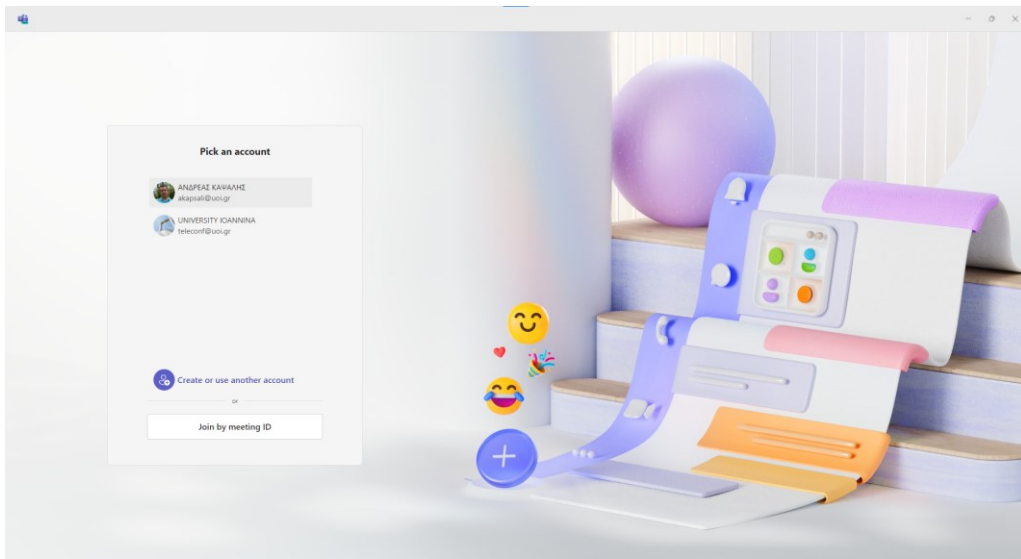 Pick an account
ΑΝΔΡΕΑΣ ΚΑΨΑΛΗΣ
akapsali@uoi.gr
UNIVERSITY IOANNINA
teleconf@uoi.gr
Create or use another account
or
Join by meeting ID